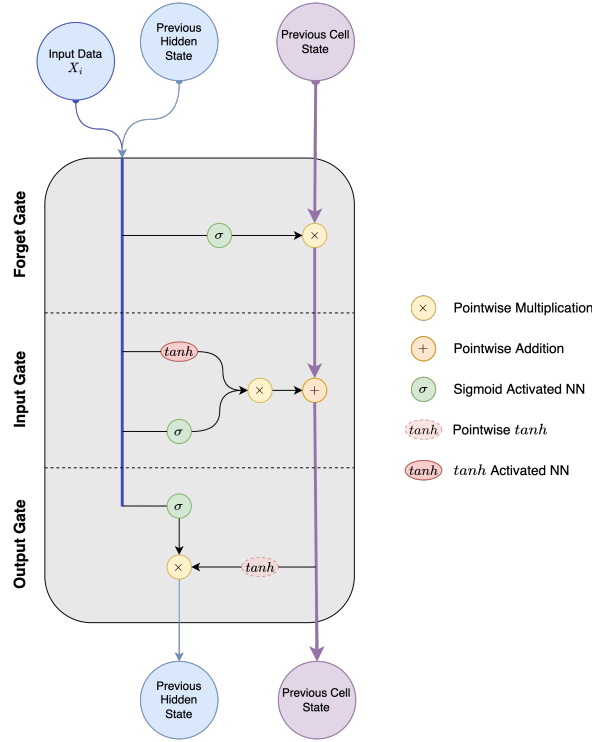 Input Data
X_i
Previous
Hidden
State
Previous Cell
State
Forget Gate
σ
×
Input Gate
tanh
σ
×
+
Output Gate
σ
×
tanh
Previous
Hidden
State
Previous Cell
State
× Pointwise Multiplication
+ Pointwise Addition
σ Sigmoid Activated NN
tanh Pointwise tanh
tanh tanh Activated NN